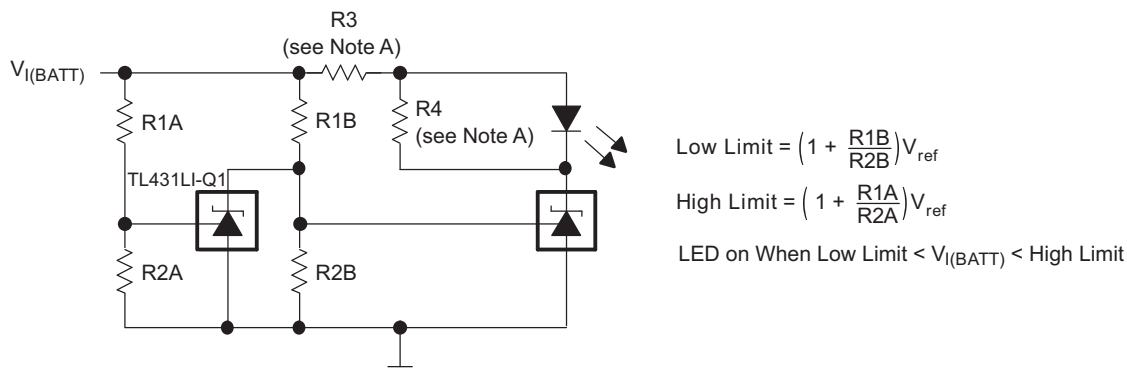 R3
(see Note A)
V_I(BATT)
R1A
R1B
R4
(see Note A)
TL431LI-Q1
R2A
R2B
Low Limit = (1 + R1B/R2B)V_ref
High Limit = (1 + R1A/R2A)V_ref
LED on When Low Limit < V_I(BATT) < High Limit